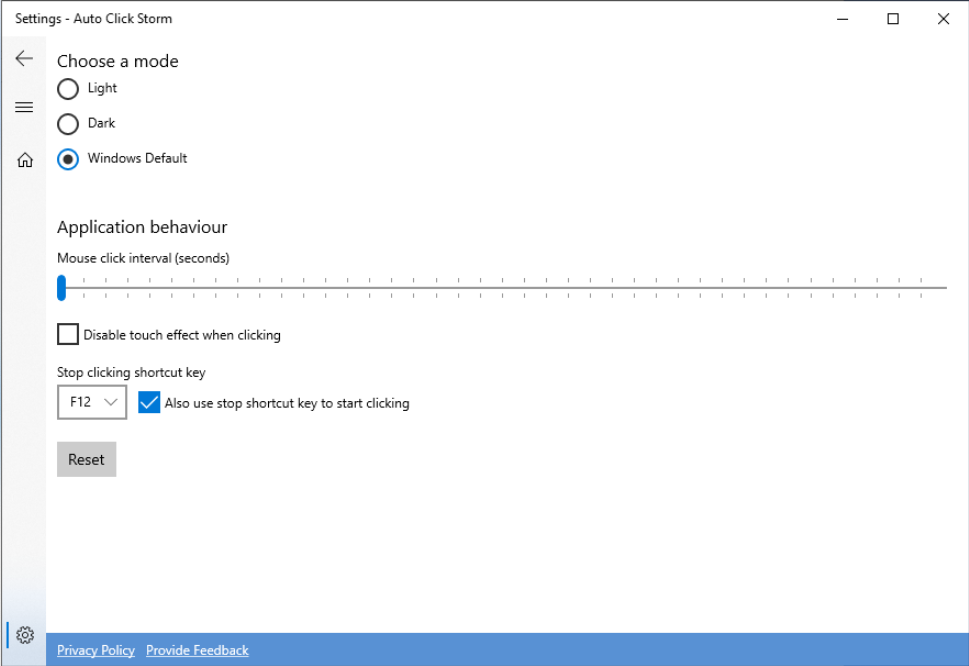 Settings - Auto Click Storm
Choose a mode
Light
Dark
Windows Default
Application behaviour
Mouse click interval (seconds)
Disable touch effect when clicking
Stop clicking shortcut key
F12 Also use stop shortcut key to start clicking
Reset
Privacy Policy Provide Feedback